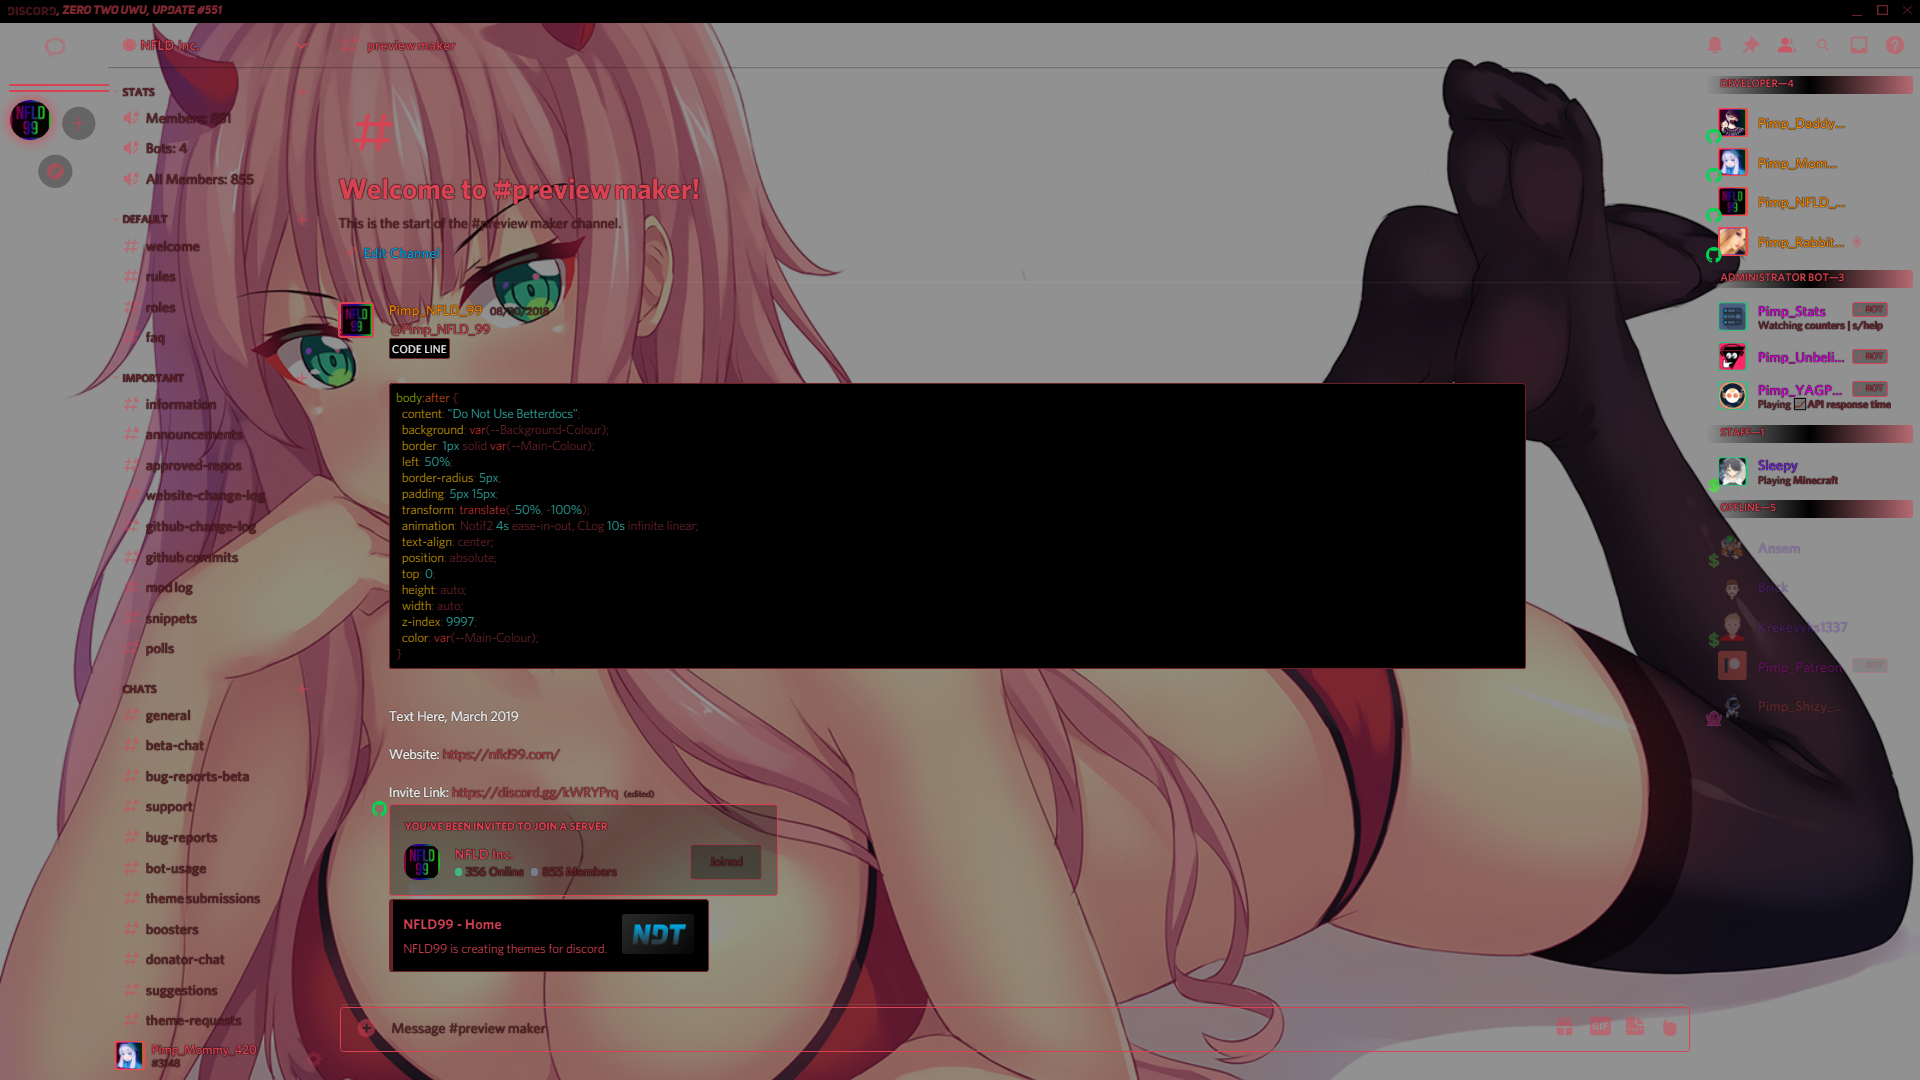 DISCORD, ZERO TWO UWU, UPDATE #551
NFLD Inc.
preview maker
STATS
Members: 851
Bots: 4
All Members: 855
DEFAULT
welcome
rules
roles
faq
IMPORTANT
information
announcements
approved-repos
website-change-log
github-change-log
github commits
mod log
snippets
polls
CHATS
general
beta-chat
bug-reports-beta
support
bug-reports
bot-usage
theme submissions
boosters
donator-chat
suggestions
theme-requests
Pimp_Mommy_420
#3148
Welcome to #preview maker!
This is the start of the #preview maker channel.
Edit Channel
NFLD 99
Pimp_NFLD_99 08/30/2018
@Pimp_NFLD_99
CODE LINE
body:after {
content: "Do Not Use Betterdocs";
background: var(--Background-Colour);
border: 1px solid var(--Main-Colour);
left: 50%;
border-radius: 5px;
padding: 5px 15px;
transform: translate(-50%, -100%);
animation: Notif2 4s ease-in-out, CLog 10s infinite linear;
text-align: center;
position: absolute;
top: 0;
height: auto;
width: auto;
z-index: 9997;
color: var(--Main-Colour);
}
Text Here, March 2019
Website: https://nfld99.com/
Invite Link: https://discord.gg/kWRYPrq (edited)
YOU'VE BEEN INVITED TO JOIN A SERVER
NFLD 99
NFLD Inc.
356 Online 855 Members
Joined
NFLD99 - Home
NFLD99 is creating themes for discord.
NDT
Message #preview maker
GIF
DEVELOPER—4
Pimp_Daddy...
Pimp_Mom...
Pimp_NFLD_...
Pimp_Rabbit...
ADMINISTRATOR BOT—3
Pimp_Stats BOT
Watching counters | s/help
Pimp_Unbeli... BOT
Pimp_YAGP... BOT
Playing API response time
STAFF—1
Sleepy
Playing Minecraft
OFFLINE—5
Ansem
Brick
Krekevyks1337
Pimp_Patreon BOT
Pimp_Shizy_...